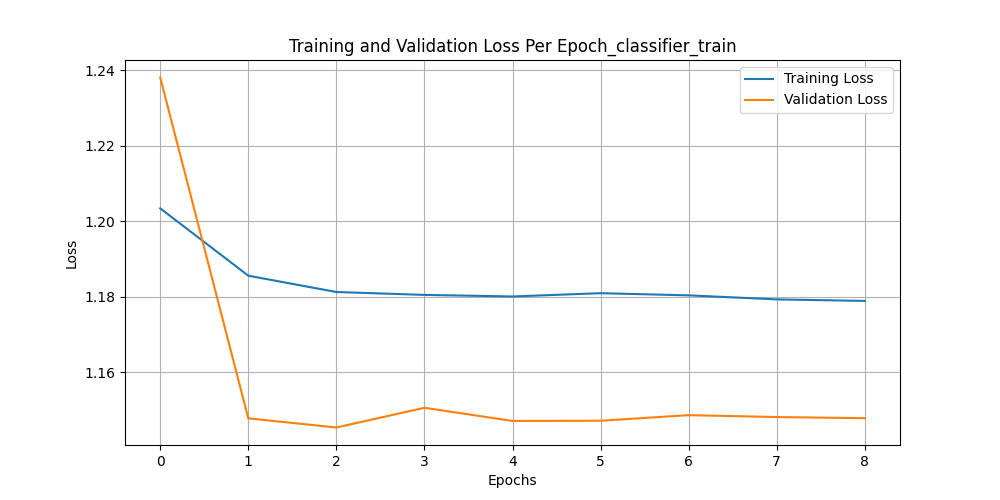 Training and Validation Loss Per Epoch_classifier_train
Training Loss
Validation Loss
1.24
1.22
1.20
1.18
1.16
Loss
0 1 2 3 4 5 6 7 8
Epochs